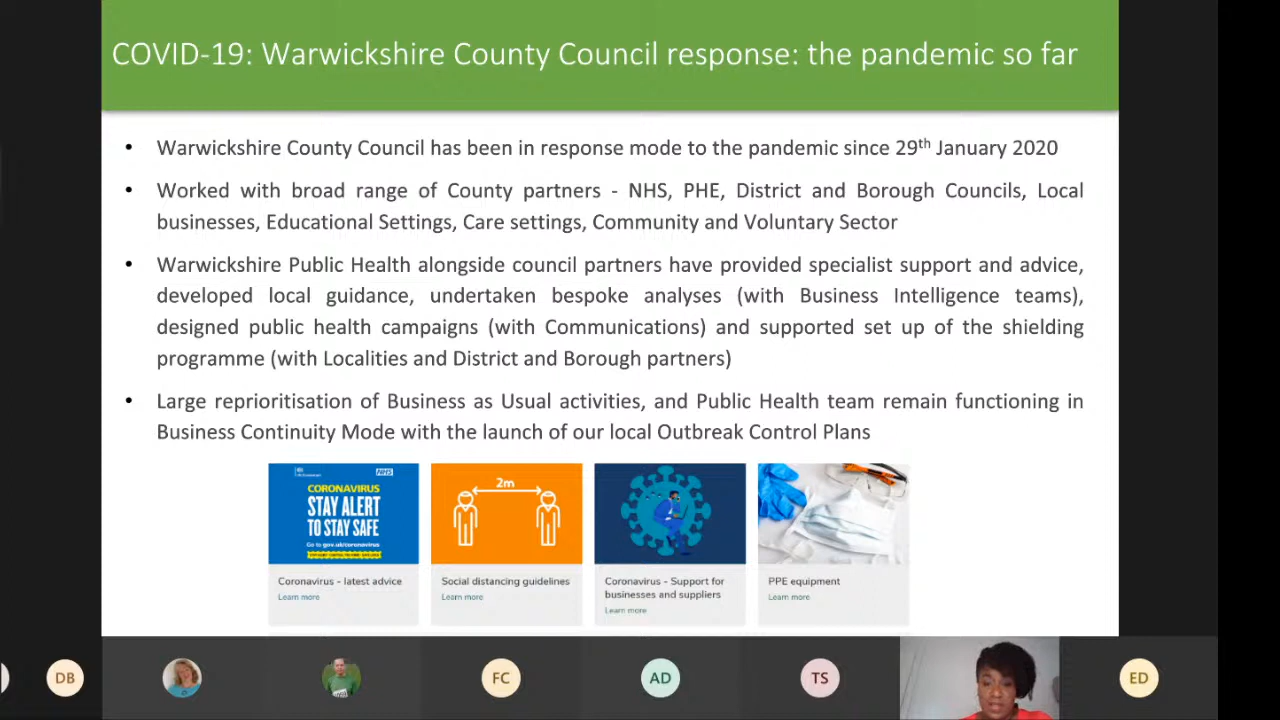 COVID-19: Warwickshire County Council response: the pandemic so far
• Warwickshire County Council has been in response mode to the pandemic since 29th January 2020
• Worked with broad range of County partners - NHS, PHE, District and Borough Councils, Local
businesses, Educational Settings, Care settings, Community and Voluntary Sector
• Warwickshire Public Health alongside council partners have provided specialist support and advice,
developed local guidance, undertaken bespoke analyses (with Business Intelligence teams),
designed public health campaigns (with Communications) and supported set up of the shielding
programme (with Localities and District and Borough partners)
• Large reprioritisation of Business as Usual activities, and Public Health team remain functioning in
Business Continuity Mode with the launch of our local Outbreak Control Plans
NHS
CORONAVIRUS
STAY ALERT
TO STAY SAFE
Go to gov.uk/coronavirus
Coronavirus - latest advice
Learn more
2m
Social distancing guidelines
Learn more
Coronavirus - Support for
businesses and suppliers
Learn more
PPE equipment
Learn more
DB
FC
AD
TS
ED